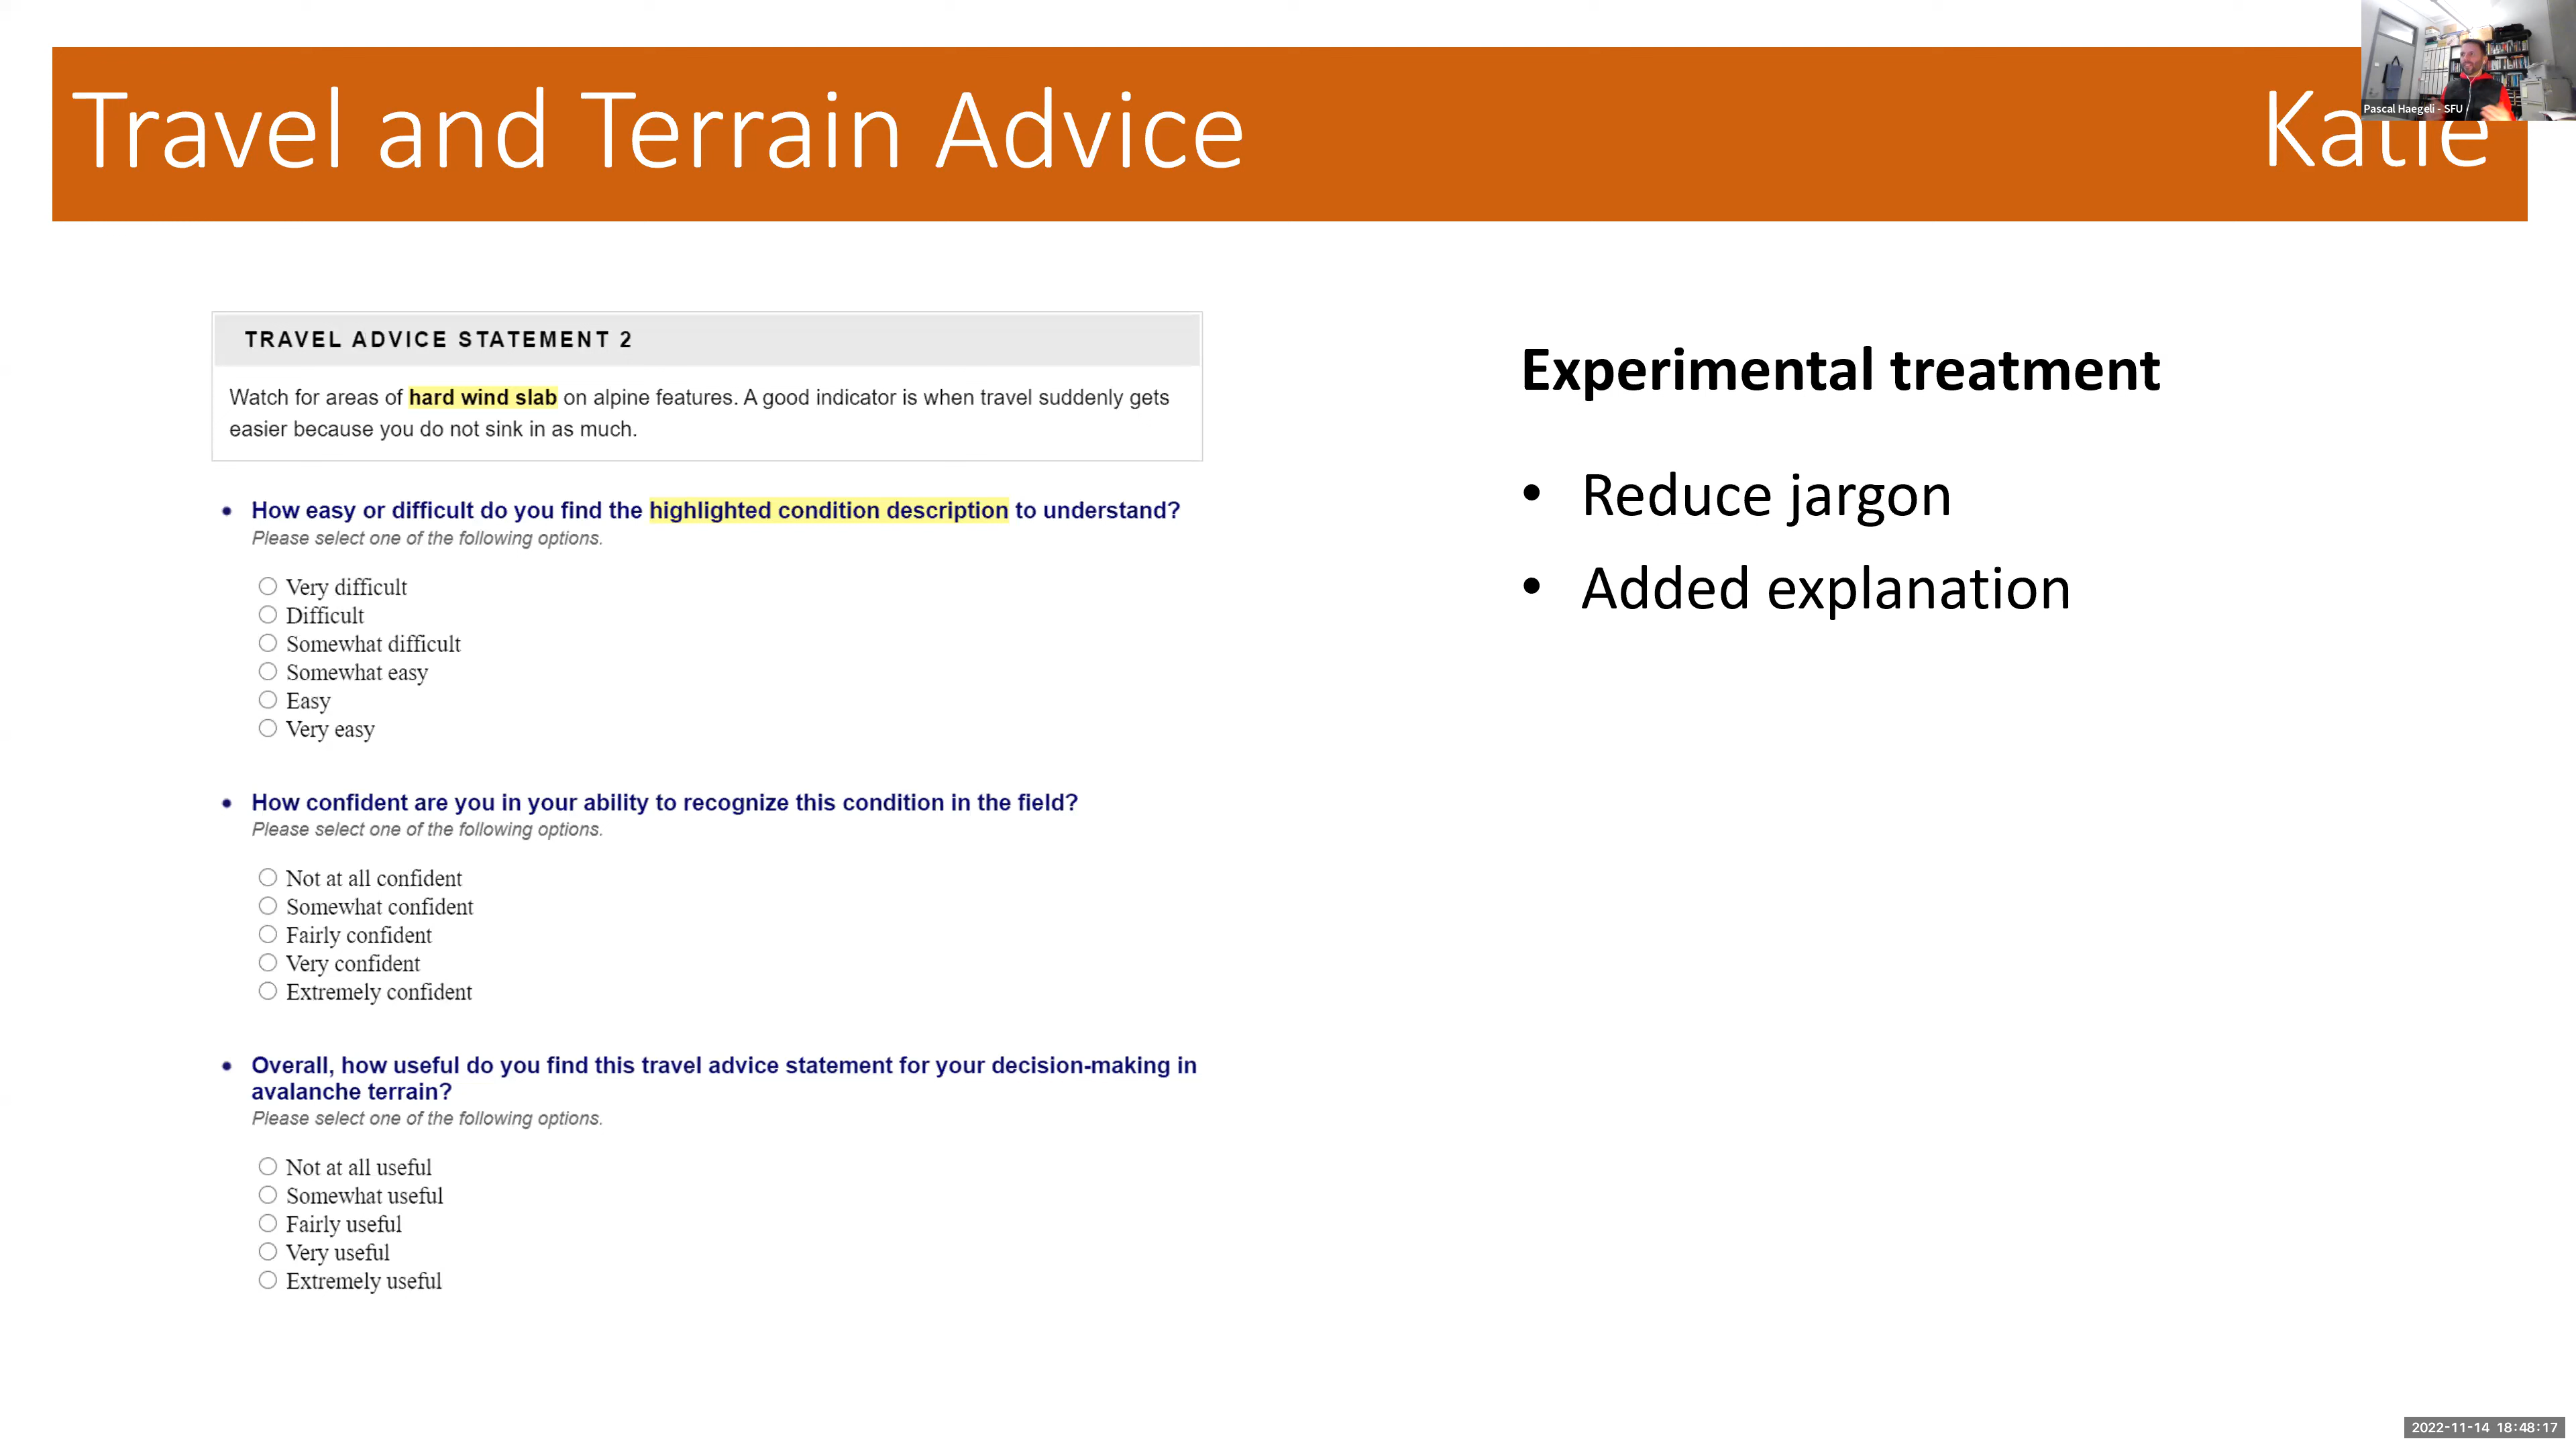 Travel and Terrain Advice
Katie
Pascal Haegeli - SFU
TRAVEL ADVICE STATEMENT 2
Watch for areas of hard wind slab on alpine features. A good indicator is when travel suddenly gets
easier because you do not sink in as much.
• How easy or difficult do you find the highlighted condition description to understand?
Please select one of the following options.
Very difficult
Difficult
Somewhat difficult
Somewhat easy
Easy
Very easy
• How confident are you in your ability to recognize this condition in the field?
Please select one of the following options.
Not at all confident
Somewhat confident
Fairly confident
Very confident
Extremely confident
• Overall, how useful do you find this travel advice statement for your decision-making in
avalanche terrain?
Please select one of the following options.
Not at all useful
Somewhat useful
Fairly useful
Very useful
Extremely useful
Experimental treatment
• Reduce jargon
• Added explanation
2022-11-14 18:48:17